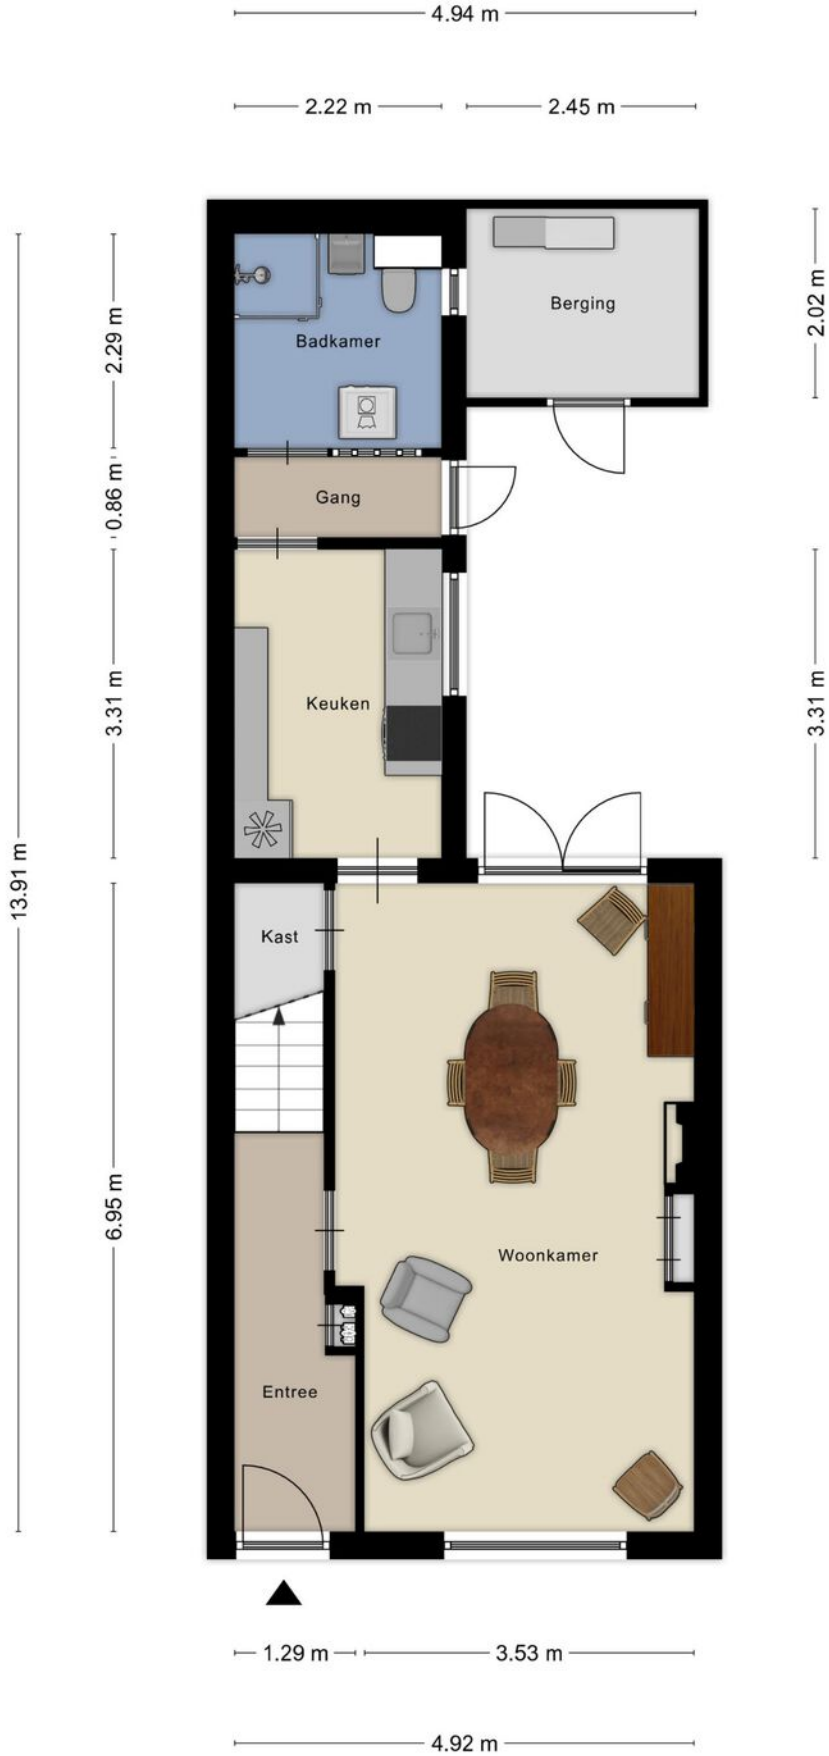 4.94 m
2.22 m
2.45 m
Berging
2.02 m
2.29 m
Badkamer
0.86 m
Gang
3.31 m
Keuken
3.31 m
13.91 m
Kast
6.95 m
Woonkamer
Entree
1.29 m
3.53 m
4.92 m